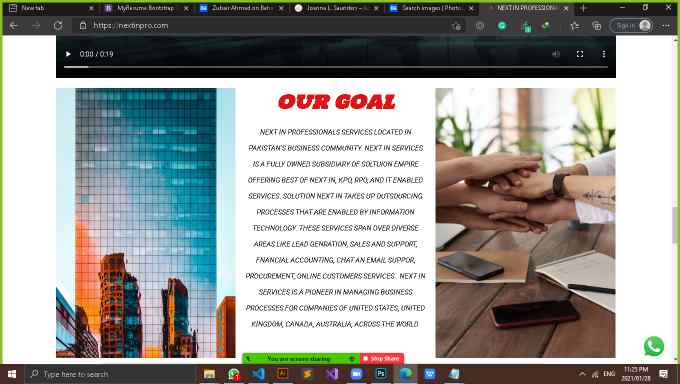 New tab
MyResume Bootstrap
Zubair Ahmad on Beh
Joanna L. Saunders –
Search images | Photo
NEXT IN PROFESSION
https://nextinpro.com
Sign in
0:00 / 0:19
OUR GOAL
NEXT IN PROFESSIONALS SERVICES LOCATED IN
PAKISTAN'S BUSINESS COMMUNITY. NEXT IN SERVICES
IS A FULLY OWNED SUBSIDIARY OF SOLTUION EMPIRE
OFFERING BEST OF NEXT IN, KPO, RPO, AND IT ENABLED
SERVICES . SOLUTION NEXT IN TAKES UP OUTSOURCING
PROCESSES THAT ARE ENABLED BY INFORMATION
TECHNOLOGY. THESE SERVICES SPAN OVER DIVERSE
AREAS LIKE LEAD GENRATION, SALES AND SUPPORT,
FINANCIAL ACCOUNTING, CHAT AN EMAIL SUPPOR,
PROCUREMENT, ONLINE CUSTOMERS SERVICES . NEXT IN
SERVICES IS A PIONEER IN MANAGING BUSINESS
PROCESSES FOR COMPANIES OF UNITED STATES, UNITED
KINGDOM, CANADA, AUSTRALIA, ACROSS THE WORLD
You are screen sharing
Stop Share
Type here to search
ENG
11:25 PM
2021/01/28